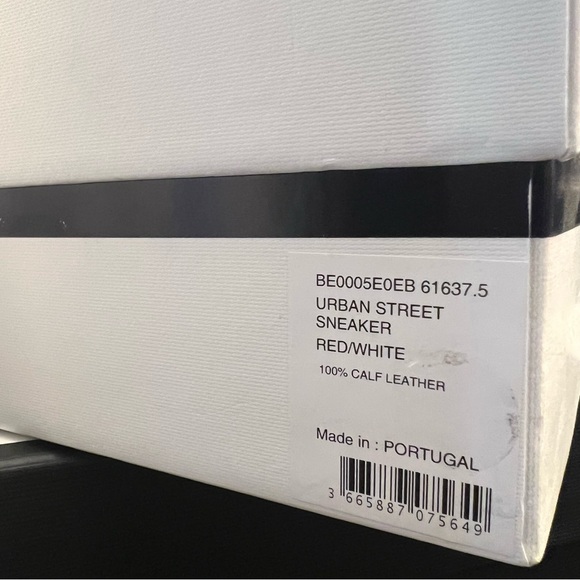 BE0005E0EB 61637.5
URBAN STREET
SNEAKER
RED/WHITE
100% CALF LEATHER
Made in : PORTUGAL
3 665887 075649